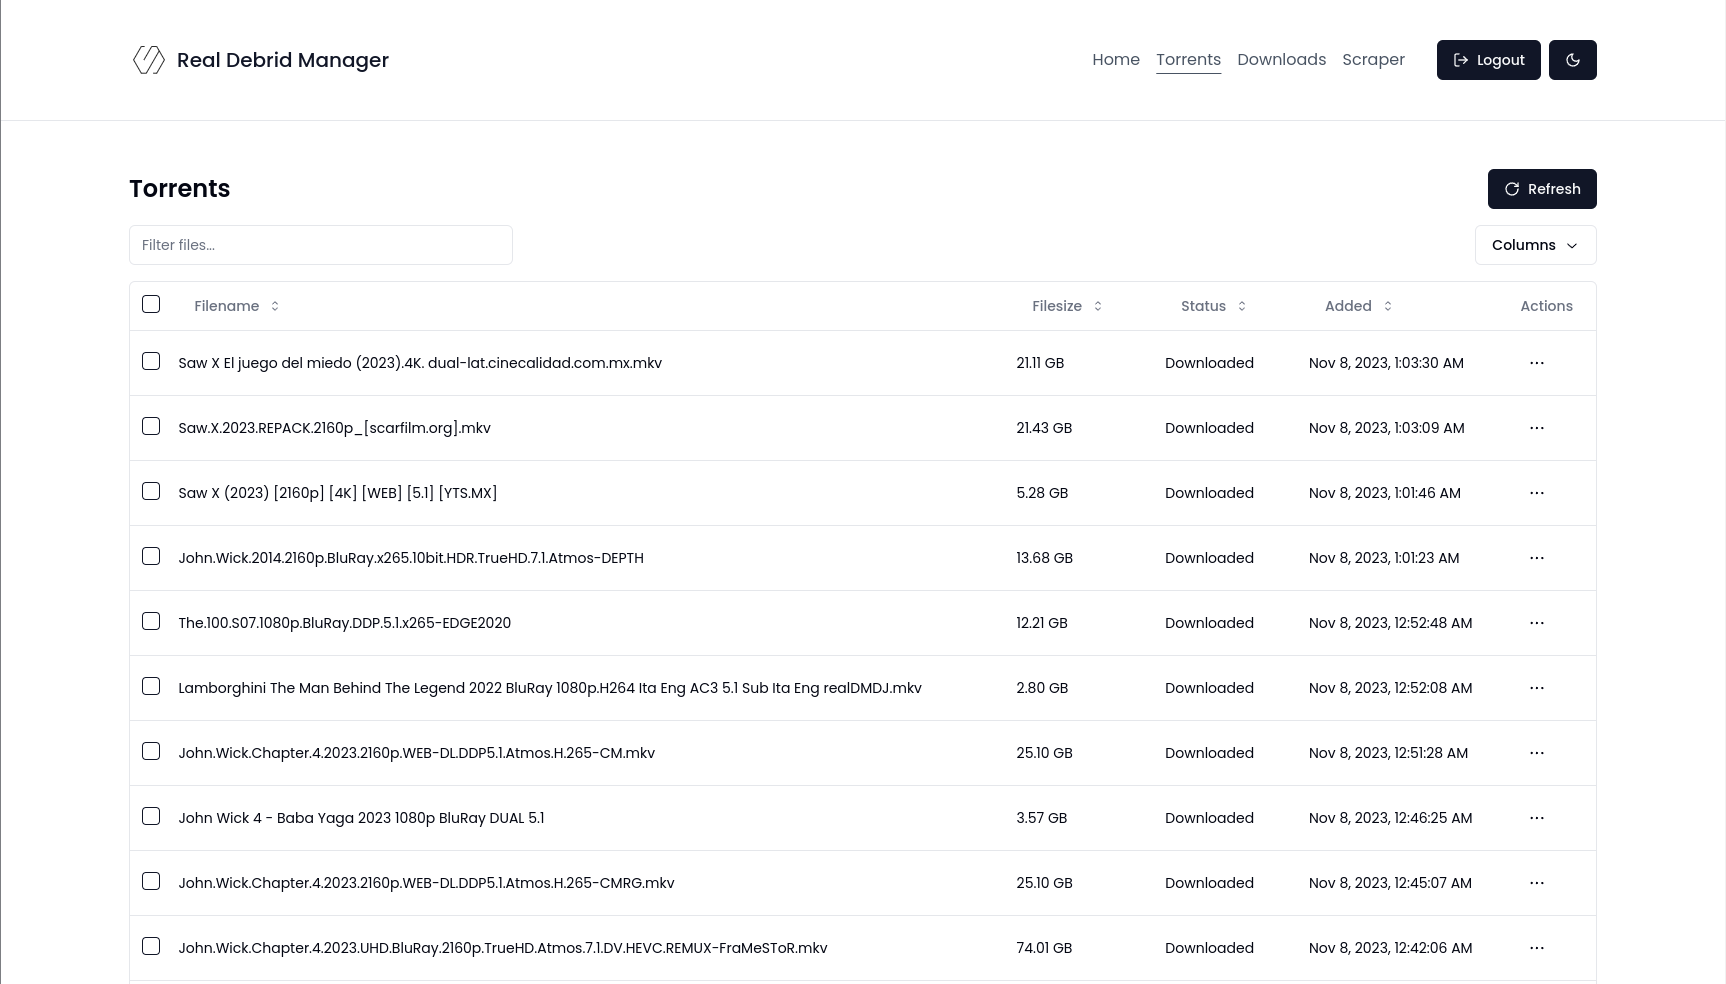 Real Debrid Manager
Home Torrents Downloads Scraper Logout
Torrents
Refresh
Filter files...
Columns
Filename Filesize Status Added Actions
Saw X El juego del miedo (2023).4K. dual-lat.cinecalidad.com.mx.mkv 21.11 GB Downloaded Nov 8, 2023, 1:03:30 AM ...
Saw.X.2023.REPACK.2160p_[scarfilm.org].mkv 21.43 GB Downloaded Nov 8, 2023, 1:03:09 AM ...
Saw X (2023) [2160p] [4K] [WEB] [5.1] [YTS.MX] 5.28 GB Downloaded Nov 8, 2023, 1:01:46 AM ...
John.Wick.2014.2160p.BluRay.x265.10bit.HDR.TrueHD.7.1.Atmos-DEPTH 13.68 GB Downloaded Nov 8, 2023, 1:01:23 AM ...
The.100.S07.1080p.BluRay.DDP.5.1.x265-EDGE2020 12.21 GB Downloaded Nov 8, 2023, 12:52:48 AM ...
Lamborghini The Man Behind The Legend 2022 BluRay 1080p.H264 Ita Eng AC3 5.1 Sub Ita Eng realDMDJ.mkv 2.80 GB Downloaded Nov 8, 2023, 12:52:08 AM ...
John.Wick.Chapter.4.2023.2160p.WEB-DL.DDP5.1.Atmos.H.265-CM.mkv 25.10 GB Downloaded Nov 8, 2023, 12:51:28 AM ...
John Wick 4 - Baba Yaga 2023 1080p BluRay DUAL 5.1 3.57 GB Downloaded Nov 8, 2023, 12:46:25 AM ...
John.Wick.Chapter.4.2023.2160p.WEB-DL.DDP5.1.Atmos.H.265-CMRG.mkv 25.10 GB Downloaded Nov 8, 2023, 12:45:07 AM ...
John.Wick.Chapter.4.2023.UHD.BluRay.2160p.TrueHD.Atmos.7.1.DV.HEVC.REMUX-FraMeSToR.mkv 74.01 GB Downloaded Nov 8, 2023, 12:42:06 AM ...